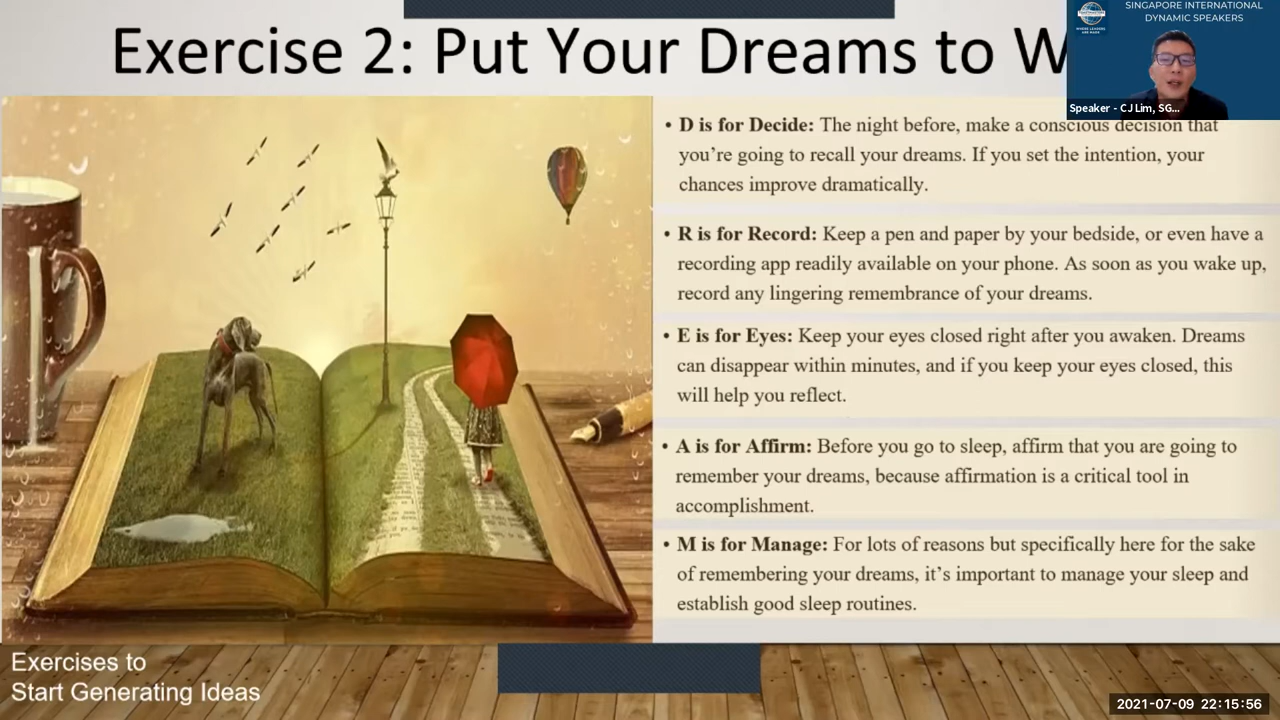 Exercise 2: Put Your Dreams to W
SINGAPORE INTERNATIONAL
DYNAMIC SPEAKERS
TOASTMASTERS
WHERE LEADERS
ARE MADE
Speaker - CJ Lim, SG...
• D is for Decide: The night before, make a conscious decision that
you’re going to recall your dreams. If you set the intention, your
chances improve dramatically.
• R is for Record: Keep a pen and paper by your bedside, or even have a
recording app readily available on your phone. As soon as you wake up,
record any lingering remembrance of your dreams.
• E is for Eyes: Keep your eyes closed right after you awaken. Dreams
can disappear within minutes, and if you keep your eyes closed, this
will help you reflect.
• A is for Affirm: Before you go to sleep, affirm that you are going to
remember your dreams, because affirmation is a critical tool in
accomplishment.
• M is for Manage: For lots of reasons but specifically here for the sake
of remembering your dreams, it’s important to manage your sleep and
establish good sleep routines.
Exercises to
Start Generating Ideas
2021-07-09 22:15:56